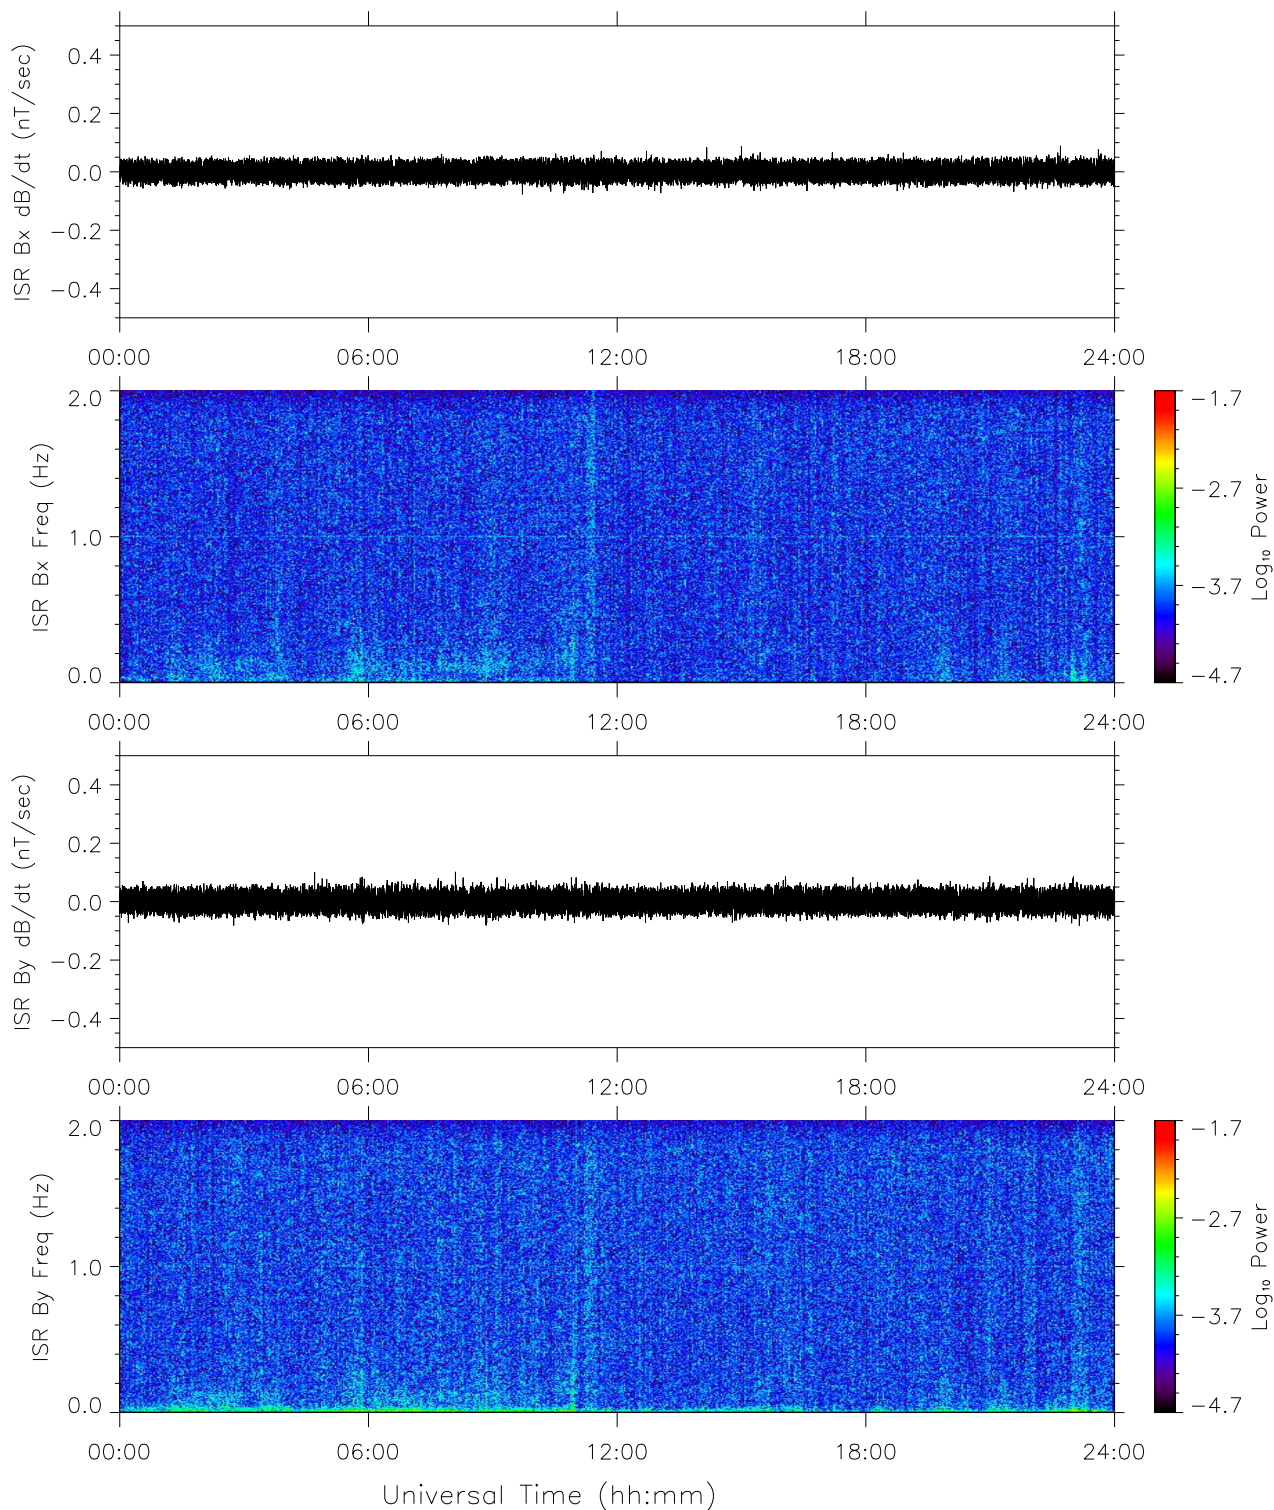 ISR Bx dB/dt (nT/sec)
0.4
0.2
0.0
−0.2
−0.4
00:00 06:00 12:00 18:00 24:00
ISR Bx Freq (Hz)
2.0
1.0
0.0
00:00 06:00 12:00 18:00 24:00
−1.7
−2.7
−3.7
−4.7
Log₁₀ Power
ISR By dB/dt (nT/sec)
0.4
0.2
0.0
−0.2
−0.4
00:00 06:00 12:00 18:00 24:00
ISR By Freq (Hz)
2.0
1.0
0.0
00:00 06:00 12:00 18:00 24:00
−1.7
−2.7
−3.7
−4.7
Log₁₀ Power
Universal Time (hh:mm)